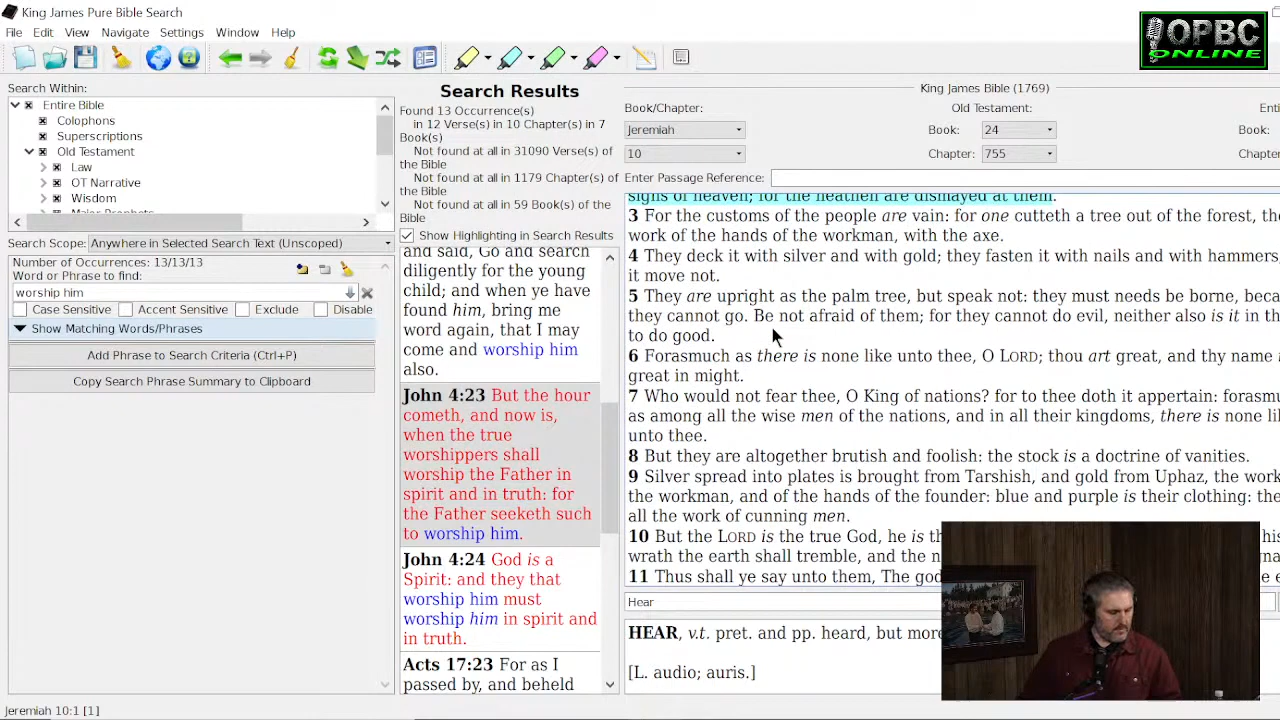 King James Pure Bible Search
File Edit View Navigate Settings Window Help
OPBC
ONLINE
Search Within:
Entire Bible
Colophons
Superscriptions
Old Testament
Law
OT Narrative
Wisdom
Major Prophets
Search Scope: Anywhere in Selected Search Text (Unscoped)
Number of Occurrences: 13/13/13
Word or Phrase to find:
worship him
Case Sensitive Accent Sensitive Exclude Disable
Show Matching Words/Phrases
Add Phrase to Search Criteria (Ctrl+P)
Copy Search Phrase Summary to Clipboard
Search Results
Found 13 Occurrence(s)
in 12 Verse(s) in 10 Chapter(s) in 7
Book(s)
Not found at all in 31090 Verse(s) of
the Bible
Not found at all in 1179 Chapter(s) of
the Bible
Not found at all in 59 Book(s) of the
Bible
Show Highlighting in Search Results
and said, Go and search
diligently for the young
child; and when ye have
found him, bring me
word again, that I may
come and worship him
also.
John 4:23 But the hour
cometh, and now is,
when the true
worshippers shall
worship the Father in
spirit and in truth: for
the Father seeketh such
to worship him.
John 4:24 God is a
Spirit: and they that
worship him must
worship him in spirit and
in truth.
Acts 17:23 For as I
passed by, and beheld
King James Bible (1769)
Book/Chapter:
Jeremiah
10
Old Testament:
Book: 24
Chapter: 755
Enti
Book:
Chapter
Enter Passage Reference:
signs of heaven; for the heathen are dismayed at them.
3 For the customs of the people are vain: for one cutteth a tree out of the forest, th
work of the hands of the workman, with the axe.
4 They deck it with silver and with gold; they fasten it with nails and with hammers,
it move not.
5 They are upright as the palm tree, but speak not: they must needs be borne, beca
they cannot go. Be not afraid of them; for they cannot do evil, neither also is it in th
to do good.
6 Forasmuch as there is none like unto thee, O LORD; thou art great, and thy name
great in might.
7 Who would not fear thee, O King of nations? for to thee doth it appertain: forasmu
as among all the wise men of the nations, and in all their kingdoms, there is none lik
unto thee.
8 But they are altogether brutish and foolish: the stock is a doctrine of vanities.
9 Silver spread into plates is brought from Tarshish, and gold from Uphaz, the work
the workman, and of the hands of the founder: blue and purple is their clothing: the
all the work of cunning men.
10 But the LORD is the true God, he is th
his
wrath the earth shall tremble, and the n
na
11 Thus shall ye say unto them, The god
e e
Hear
HEAR, v.t. pret. and pp. heard, but more
[L. audio; auris.]
Jeremiah 10:1 [1]